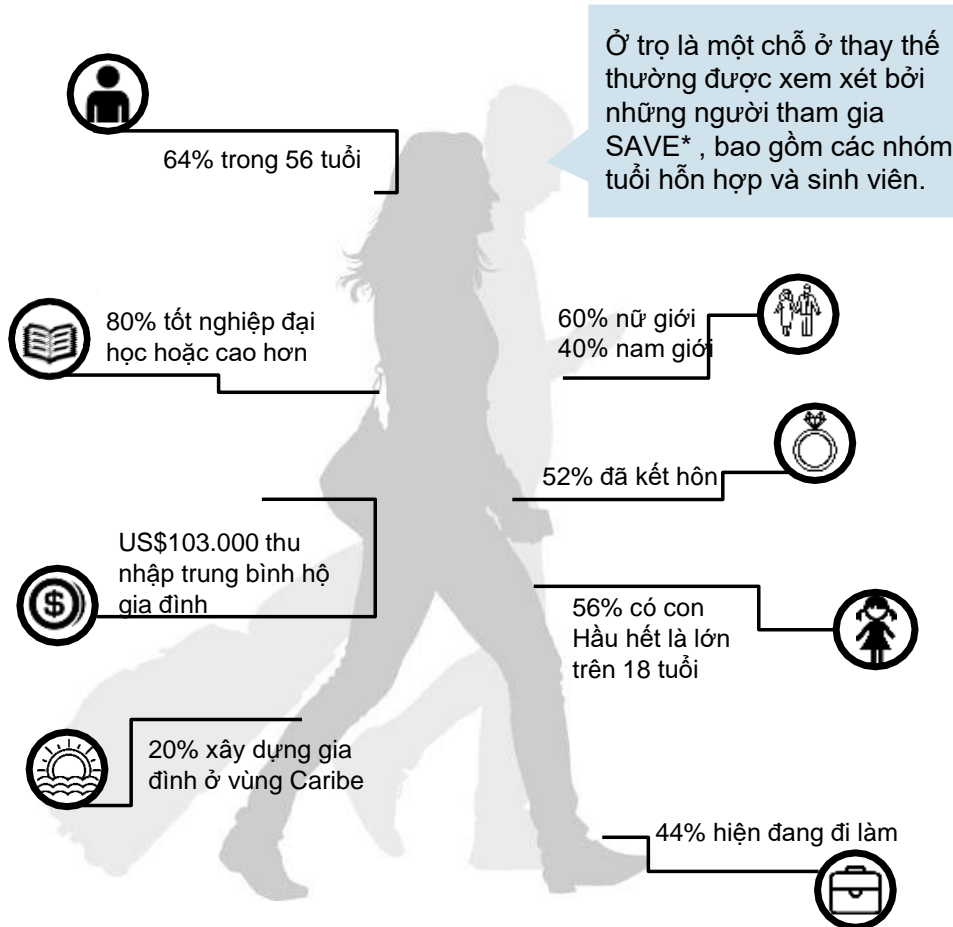 Ở trọ là một chỗ ở thay thế
thường được xem xét bởi
những người tham gia
SAVE* , bao gồm các nhóm
tuổi hỗn hợp và sinh viên.
64% trong 56 tuổi
80% tốt nghiệp đại
học hoặc cao hơn
60% nữ giới
40% nam giới
52% đã kết hôn
US$103.000 thu
nhập trung bình hộ
gia đình
56% có con
Hầu hết là lớn
trên 18 tuổi
20% xây dựng gia
đình ở vùng Caribe
44% hiện đang đi làm